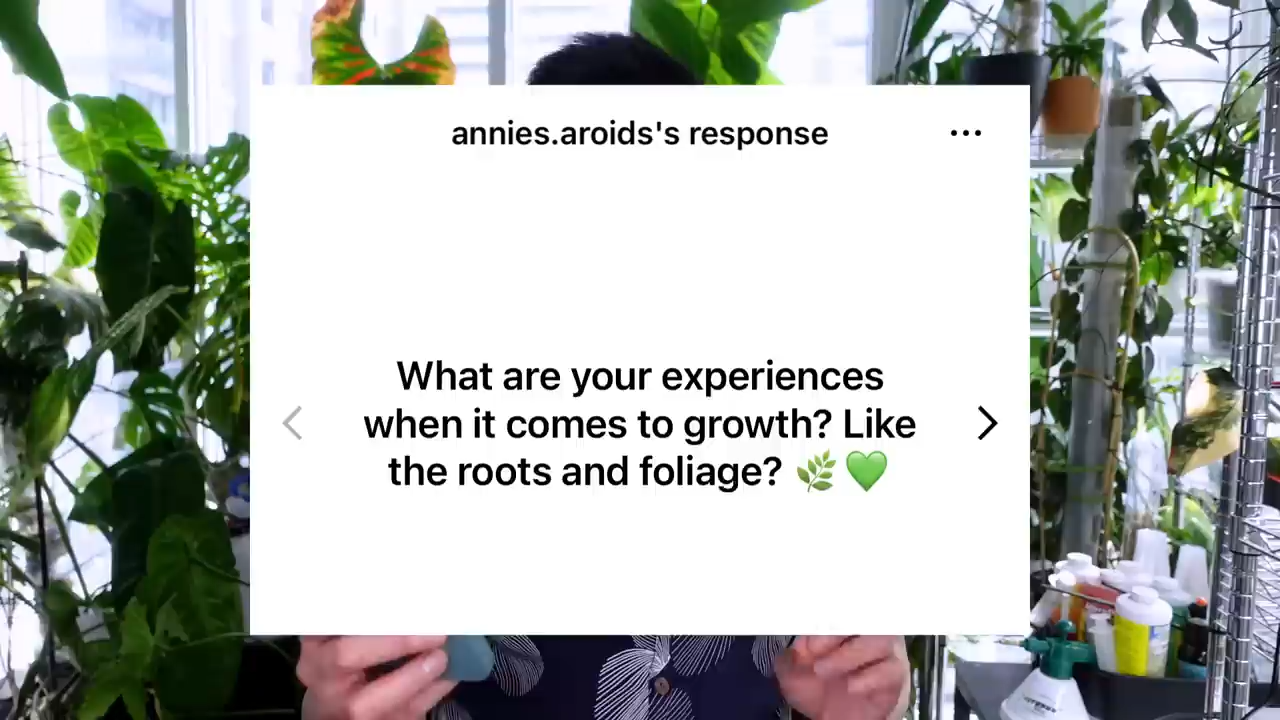 annies.aroids's response
What are your experiences
when it comes to growth? Like
the roots and foliage? 🌿 💚